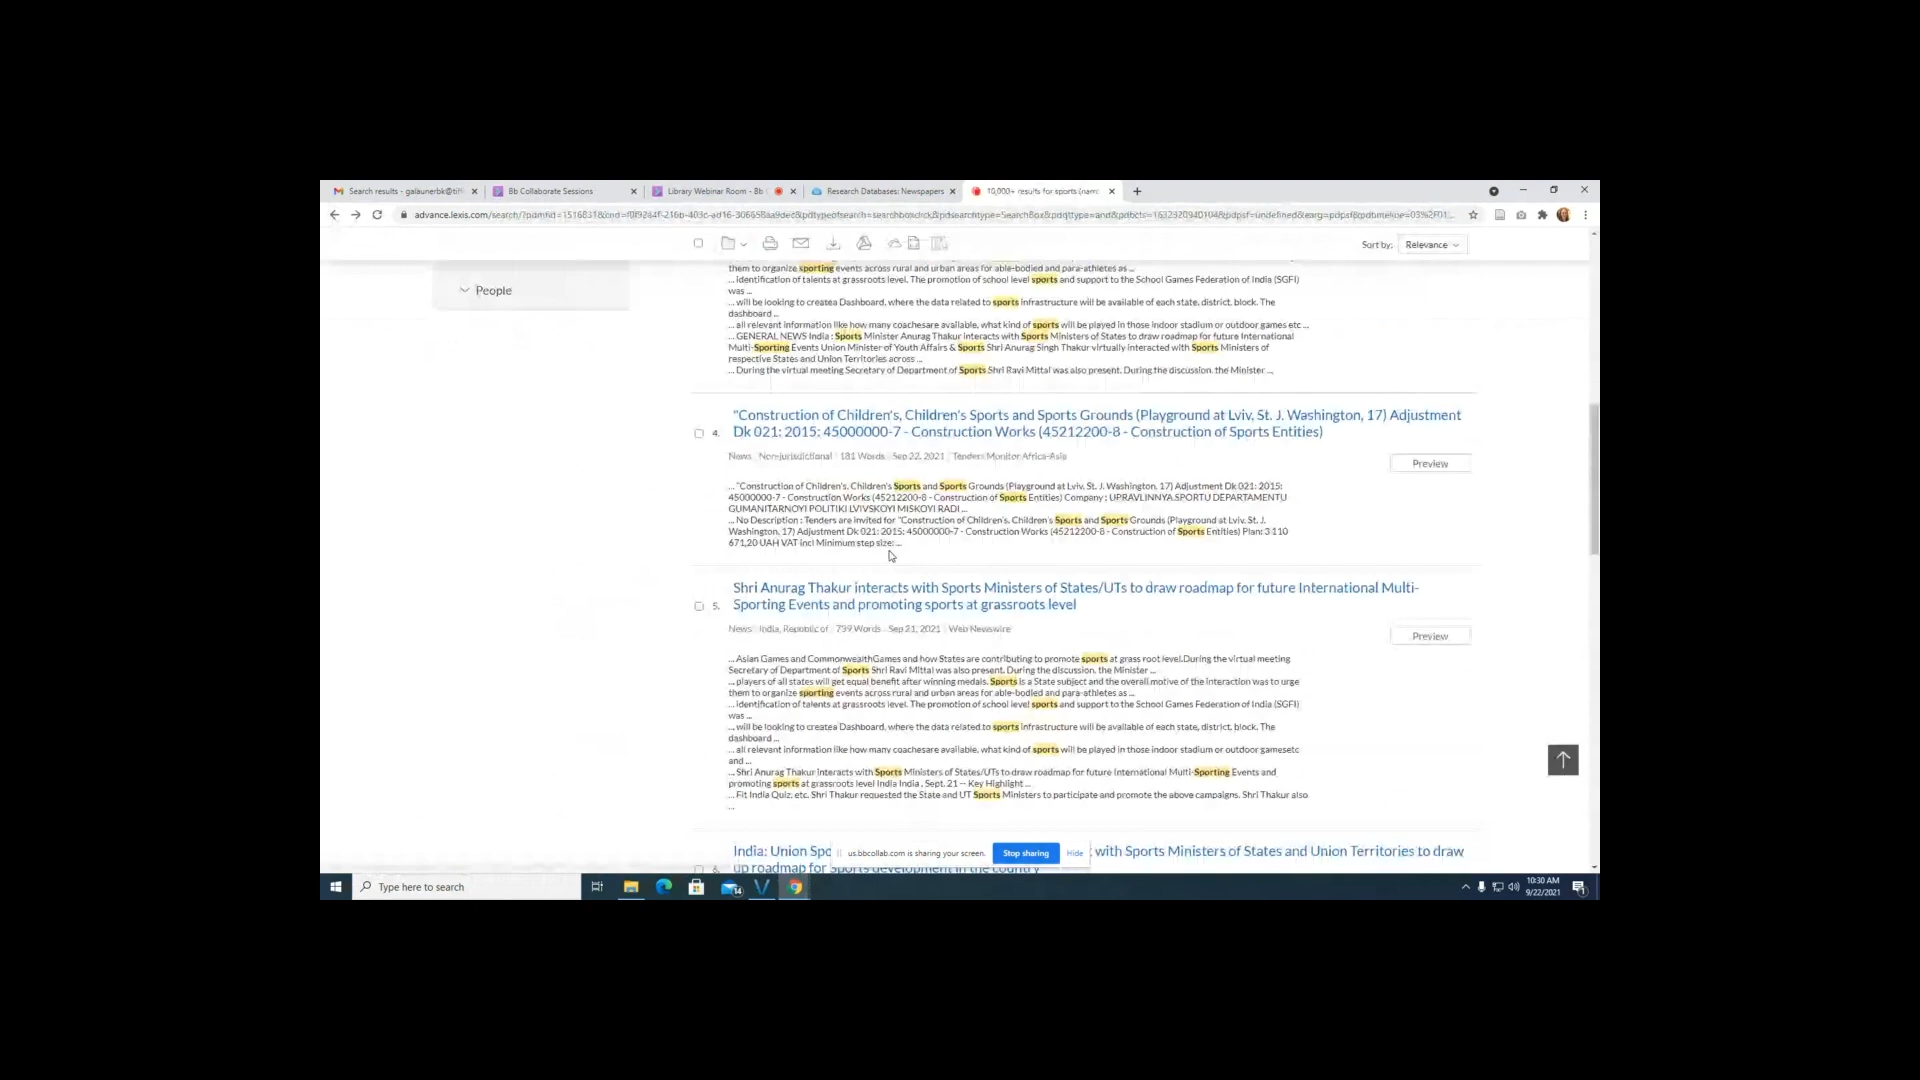 Search results - galaunerbk@tiff
Bb Collaborate Sessions
Library Webinar Room - Bb
Research Databases: Newspapers
10,000+ results for sports (name
Sort by: Relevance
People
them to organize sporting events across rural and urban areas for able-bodied and para-athletes as ...
... identification of talents at grassroots level. The promotion of school level sports and support to the School Games Federation of India (SGFI)
was ...
... will be looking to createa Dashboard, where the data related to sports infrastructure will be available of each state, district, block. The
dashboard ...
... all relevant information like how many coachesare available, what kind of sports will be played in those indoor stadium or outdoor games etc ...
... GENERAL NEWS India : Sports Minister Anurag Thakur interacts with Sports Ministers of States to draw roadmap for future International
Multi-Sporting Events Union Minister of Youth Affairs & Sports Shri Anurag Singh Thakur virtually interacted with Sports Ministers of
respective States and Union Territories across ...
... During the virtual meeting Secretary of Department of Sports Shri Ravi Mittal was also present. During the discussion, the Minister ...
4. "Construction of Children's, Children's Sports and Sports Grounds (Playground at Lviv, St. J. Washington, 17) Adjustment
Dk 021: 2015: 45000000-7 - Construction Works (45212200-8 - Construction of Sports Entities)
News Non-jurisdictional 181 Words Sep 22, 2021 Tenders Monitor Africa-Asia
Preview
... "Construction of Children's, Children's Sports and Sports Grounds (Playground at Lviv, St. J. Washington, 17) Adjustment Dk 021: 2015:
45000000-7 - Construction Works (45212200-8 - Construction of Sports Entities) Company : UPRAVLINNYA SPORTU DEPARTAMENTU
GUMANITARNOYI POLITIKI LVIVSKOYI MISKOYI RADI ...
... No Description : Tenders are invited for "Construction of Children's, Children's Sports and Sports Grounds (Playground at Lviv, St. J.
Washington, 17) Adjustment Dk 021: 2015: 45000000-7 - Construction Works (45212200-8 - Construction of Sports Entities) Plan: 3 110
671,20 UAH VAT incl Minimum step size: ...
5. Shri Anurag Thakur interacts with Sports Ministers of States/UTs to draw roadmap for future International Multi-
Sporting Events and promoting sports at grassroots level
News India, Republic of 799 Words Sep 21, 2021 Web Newswire
Preview
... Asian Games and CommonwealthGames and how States are contributing to promote sports at grass root level.During the virtual meeting
Secretary of Department of Sports Shri Ravi Mittal was also present. During the discussion, the Minister ...
... players of all states will get equal benefit after winning medals. Sports is a State subject and the overall motive of the interaction was to urge
them to organize sporting events across rural and urban areas for able-bodied and para-athletes as ...
... identification of talents at grassroots level. The promotion of school level sports and support to the School Games Federation of India (SGFI)
was ...
... will be looking to createa Dashboard, where the data related to sports infrastructure will be available of each state, district, block. The
dashboard ...
... all relevant information like how many coachesare available, what kind of sports will be played in those indoor stadium or outdoor gamesetc
and ...
... Shri Anurag Thakur interacts with Sports Ministers of States/UTs to draw roadmap for future International Multi-Sporting Events and
promoting sports at grassroots level India India , Sept. 21 -- Key Highlight ...
... Fit India Quiz, etc. Shri Thakur requested the State and UT Sports Ministers to participate and promote the above campaigns. Shri Thakur also
...
6. India: Union Spo with Sports Ministers of States and Union Territories to draw
up roadmap for Sports development in the country
us.bbcollab.com is sharing your screen. Stop sharing Hide
Type here to search
14
10:30 AM
9/22/2021
1